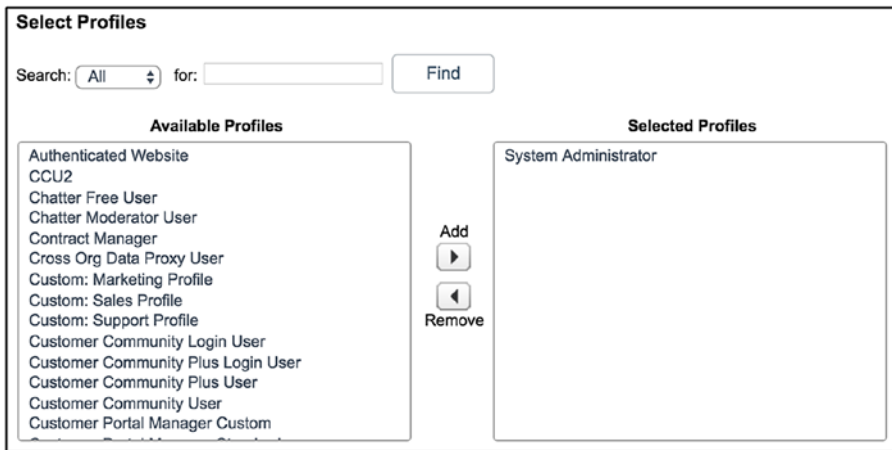 Select Profiles
Search: All for: Find
Available Profiles
Selected Profiles
Authenticated Website
CCU2
Chatter Free User
Chatter Moderator User
Contract Manager
Cross Org Data Proxy User
Custom: Marketing Profile
Custom: Sales Profile
Custom: Support Profile
Customer Community Login User
Customer Community Plus Login User
Customer Community Plus User
Customer Community User
Customer Portal Manager Custom
Add
Remove
System Administrator